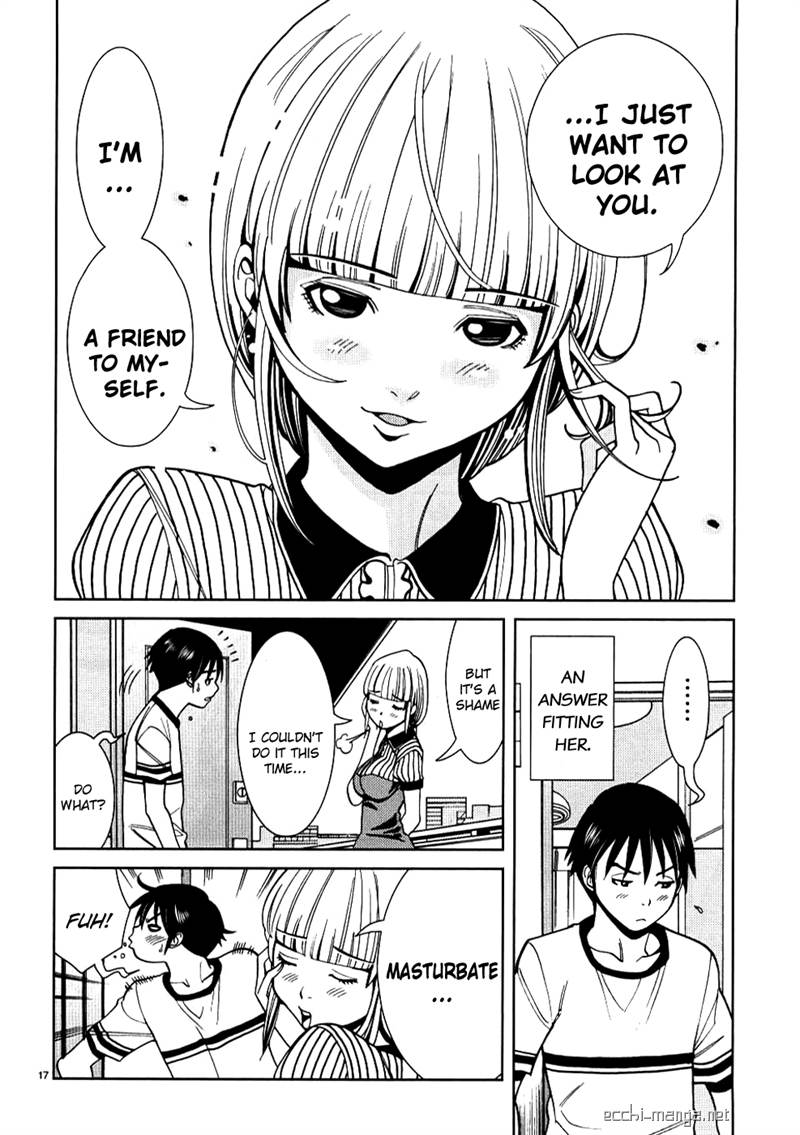 ...I JUST
WANT TO
LOOK AT
YOU.
I'M
...
A FRIEND
TO MY-
SELF.
......
AN
ANSWER
FITTING
HER.
BUT
IT'S A
SHAME
I COULDN'T
DO IT THIS
TIME...
DO
WHAT?
MASTURBATE
...
FUH!
17
ecchi-manga.net